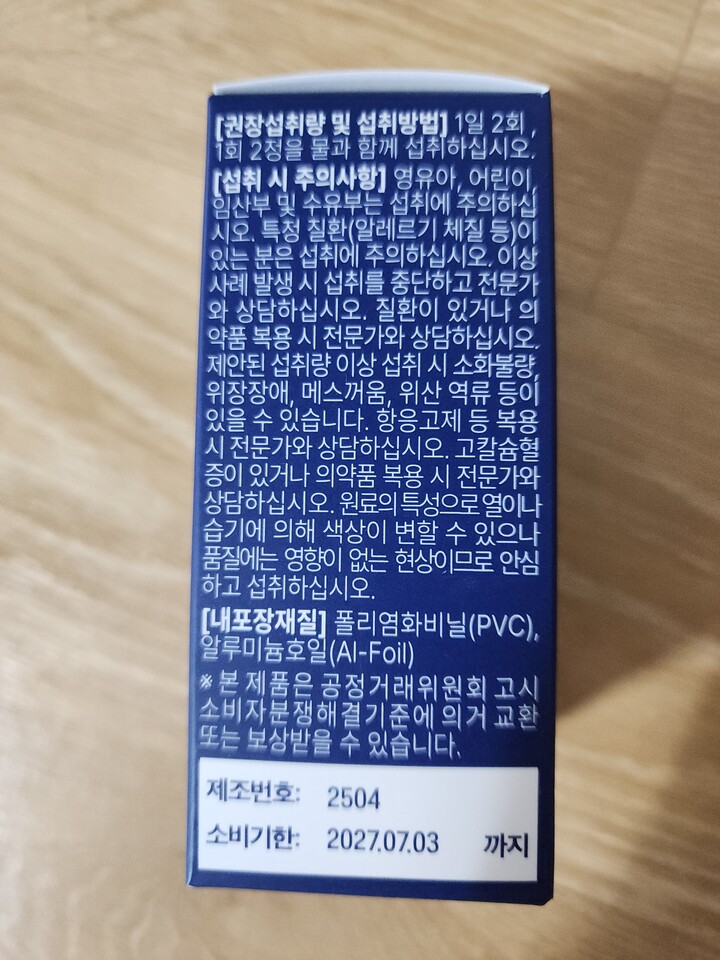 [권장섭취량 및 섭취방법] 1일 2회,
1회 2정을 물과 함께 섭취하십시오.
[섭취 시 주의사항] 영유아, 어린이,
임산부 및 수유부는 섭취에 주의하십
시오. 특정 질환(알레르기 체질 등)이
있는 분은 섭취에 주의하십시오. 이상
사례 발생 시 섭취를 중단하고 전문가
와 상담하십시오. 질환이 있거나 의
약품 복용 시 전문가와 상담하십시오.
제안된 섭취량 이상 섭취 시 소화불량,
위장장애, 메스꺼움, 위산 역류 등이
있을 수 있습니다. 항응고제 등 복용
시 전문가와 상담하십시오. 고칼슘혈
증이 있거나 의약품 복용 시 전문가와
상담하십시오. 원료의 특성으로 열이나
습기에 의해 색상이 변할 수 있으나
품질에는 영향이 없는 현상이므로 안심
하고 섭취하십시오.
[내포장재질] 폴리염화비닐(PVC),
알루미늄호일(Al-Foil)
※ 본 제품은 공정거래위원회 고시
소비자분쟁해결기준에 의거 교환
또는 보상받을 수 있습니다.
제조번호: 2504
소비기한: 2027.07.03 까지